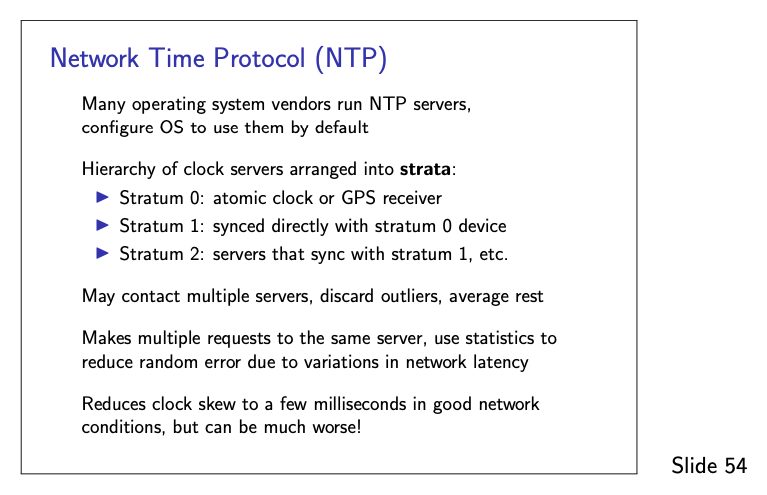 Network Time Protocol (NTP)
Many operating system vendors run NTP servers,
configure OS to use them by default
Hierarchy of clock servers arranged into strata:
▶ Stratum 0: atomic clock or GPS receiver
▶ Stratum 1: synced directly with stratum 0 device
▶ Stratum 2: servers that sync with stratum 1, etc.
May contact multiple servers, discard outliers, average rest
Makes multiple requests to the same server, use statistics to
reduce random error due to variations in network latency
Reduces clock skew to a few milliseconds in good network
conditions, but can be much worse!
Slide 54